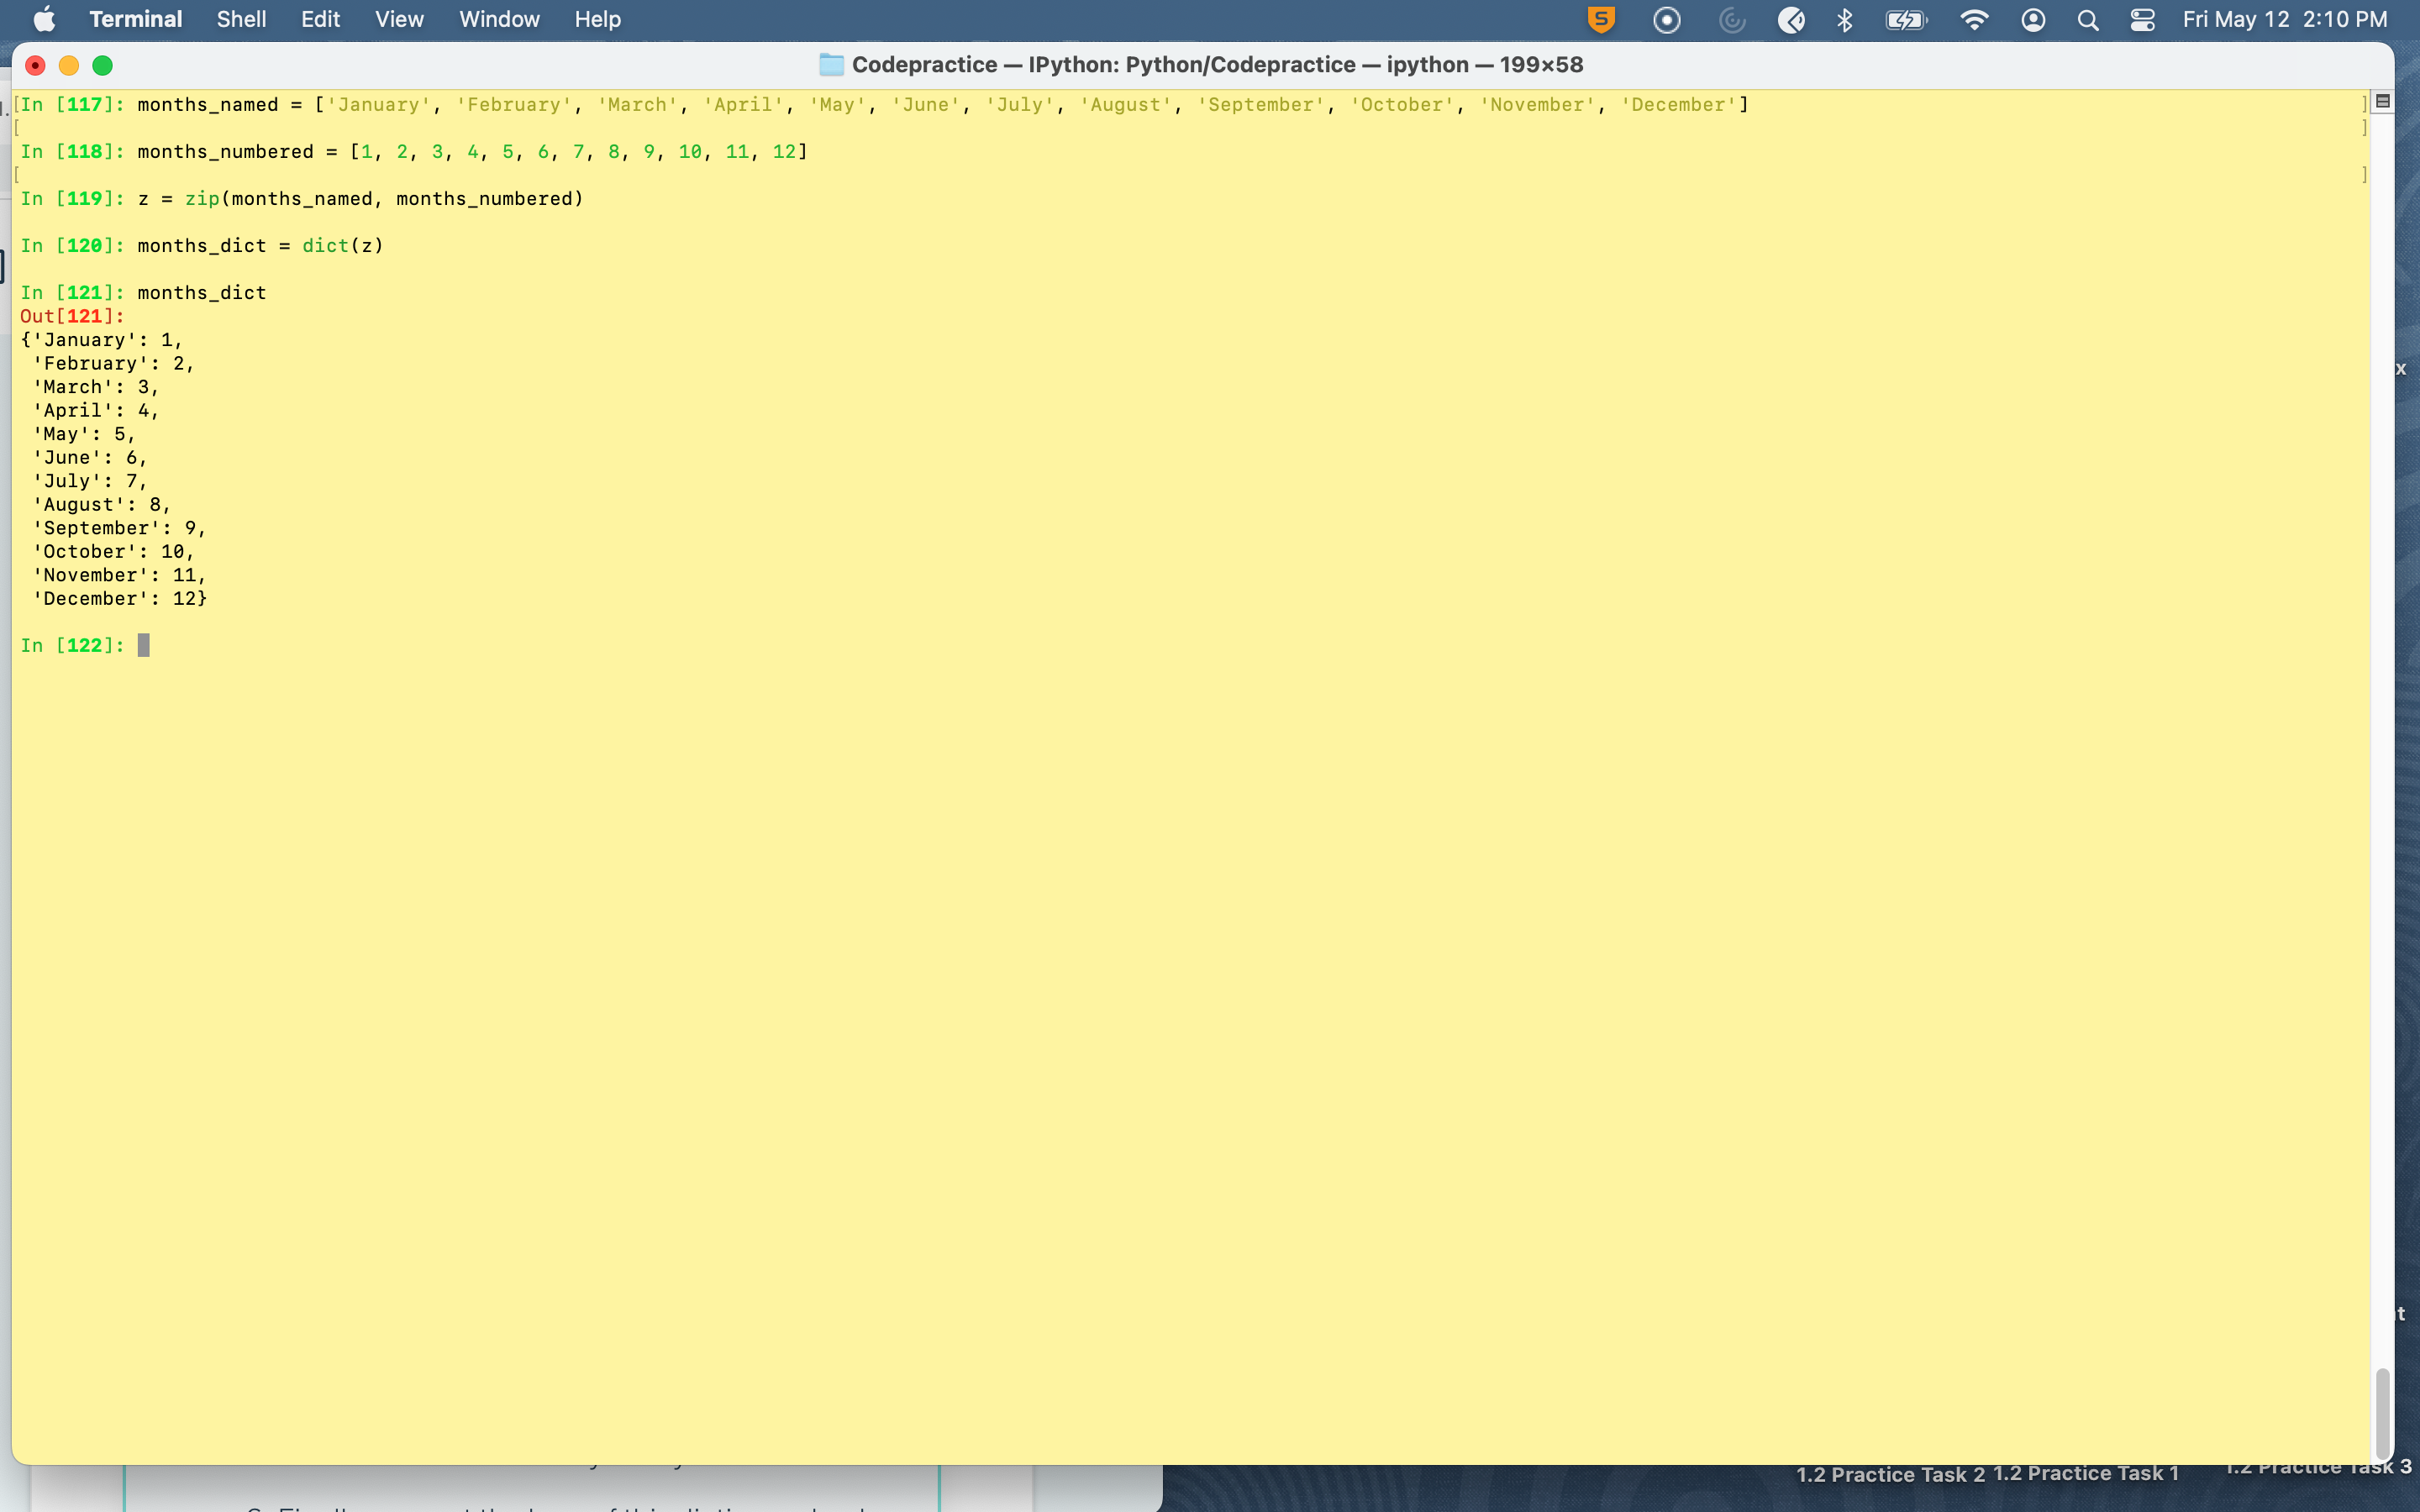 Terminal Shell Edit View Window Help Fri May 12 2:10 PM
Codepractice — IPython: Python/Codepractice — ipython — 199×58
[In [117]: months_named = ['January', 'February', 'March', 'April', 'May', 'June', 'July', 'August', 'September', 'October', 'November', 'December'] ]
[ ]
In [118]: months_numbered = [1, 2, 3, 4, 5, 6, 7, 8, 9, 10, 11, 12]
[ ]
In [119]: z = zip(months_named, months_numbered)
In [120]: months_dict = dict(z)
In [121]: months_dict
Out[121]:
{'January': 1,
'February': 2,
'March': 3,
'April': 4,
'May': 5,
'June': 6,
'July': 7,
'August': 8,
'September': 9,
'October': 10,
'November': 11,
'December': 12}
In [122]:
1.2 Practice Task 2 1.2 Practice Task 1 1.2 Practice Task 3